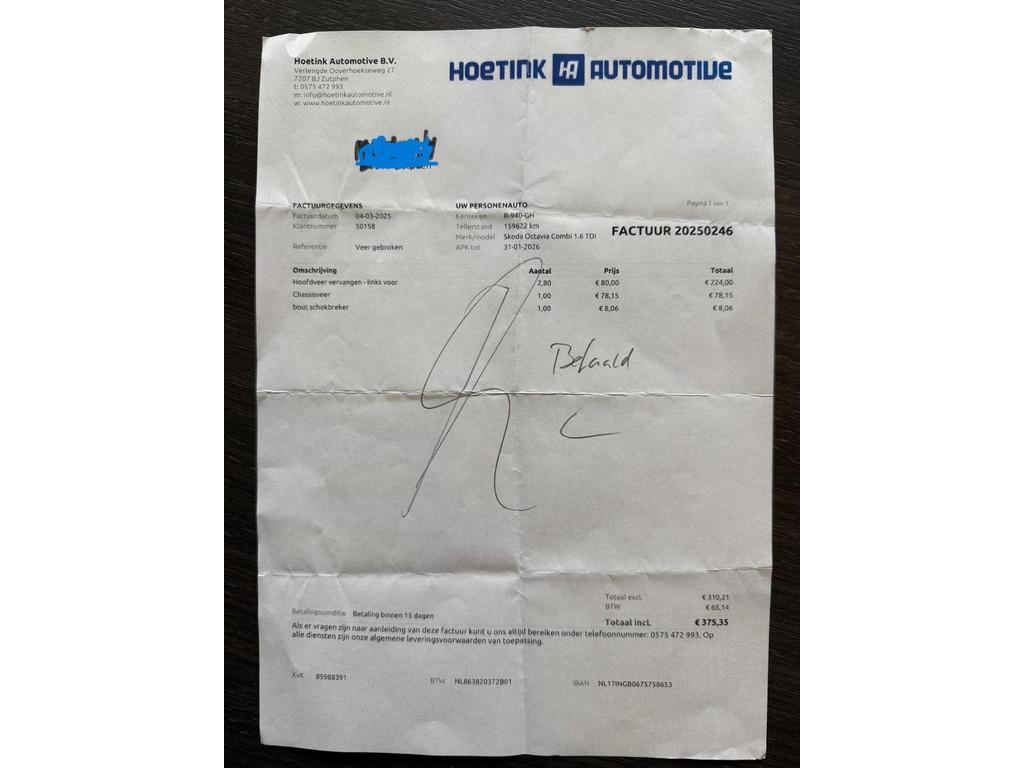 Hoetink Automotive B.V.
Verlengde Ooyerhoekseweg 27
7207 BJ Zutphen
t: 0575 472 993
m: info@hoetinkautomotive.nl
w: www.hoetinkautomotive.nl
HOETINK HA AUTOMOTIVE
FACTUURGEGEVENS
Factuurdatum 04-03-2025
Klantnummer 50158
Referentie Veer gebroken
UW PERSONENAUTO
Kenteken R-940-GH
Tellerstand 159622 km
Merk/model Skoda Octavia Combi 1.6 TDI
APK tot 31-01-2026
Pagina 1 van 1
FACTUUR 20250246
Omschrijving Aantal Prijs Totaal
Hoofdveer vervangen - links voor 2,80 € 80,00 € 224,00
Chassisveer 1,00 € 78,15 € 78,15
bout schokbreker 1,00 € 8,06 € 8,06
Betaald
Totaal excl. € 310,21
BTW € 65,14
Totaal incl. € 375,35
Betalingsconditie Betaling binnen 15 dagen
Als er vragen zijn naar aanleiding van deze factuur kunt u ons altijd bereiken onder telefoonnummer: 0575 472 993. Op
alle diensten zijn onze algemene leveringsvoorwaarden van toepassing.
KvK 85988391
BTW NL863820372B01
IBAN NL17INGB0675758653